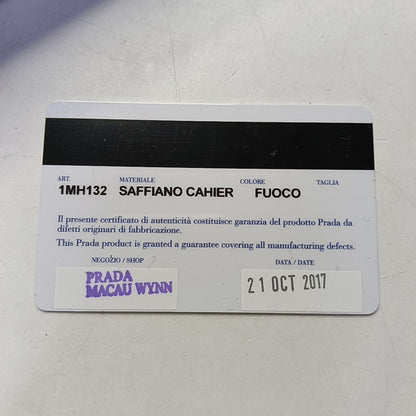 ART. MATERIALE COLORE TAGLIA
1MH132 SAFFIANO CAHIER FUOCO
Il presente certificato di autenticità costituisce garanzia del prodotto Prada da
difetti originari di fabbricazione.
This Prada product is granted a guarantee covering all manufacturing defects.
NEGOZIO / SHOP DATA / DATE
PRADA
MACAU WYNN
21 OCT 2017